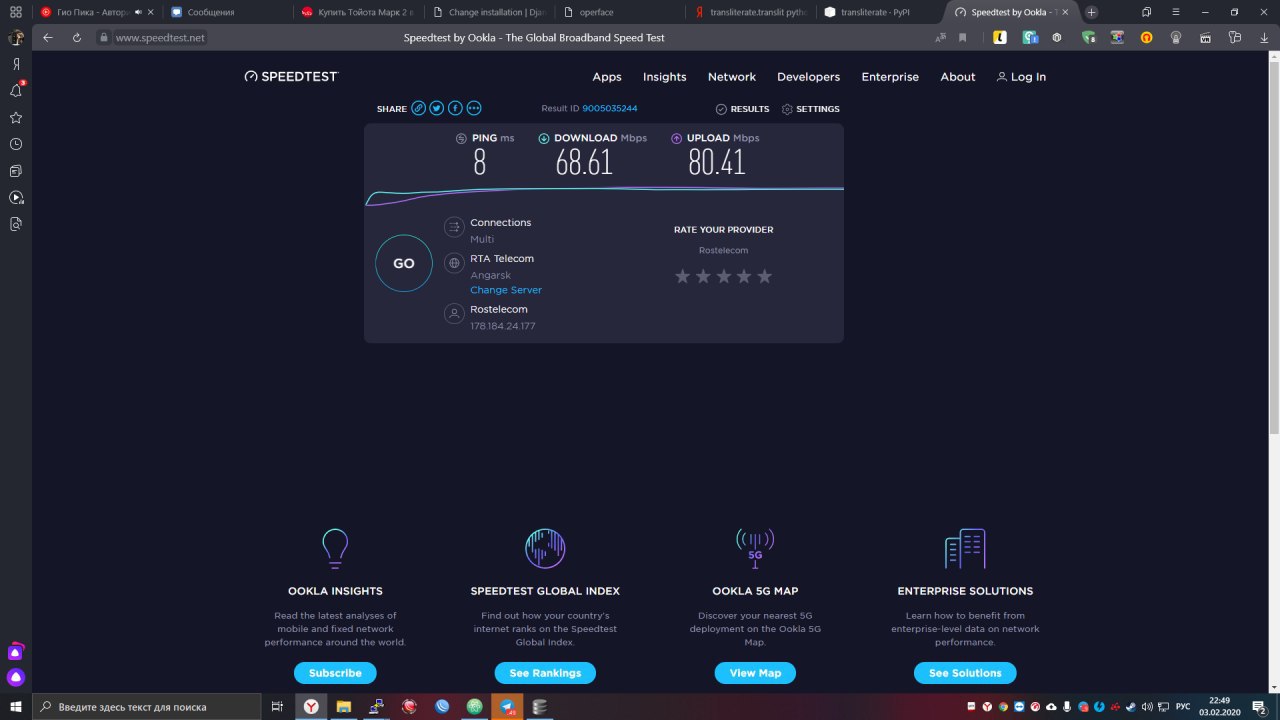 Гио Пика - Автори
Сообщения
Купить Тойота Марк 2 в
Change installation | Djan
operface
transliterate.translit pytho
transliterate · PyPI
Speedtest by Ookla - T
www.speedtest.net
Speedtest by Ookla - The Global Broadband Speed Test
SPEEDTEST
Apps
Insights
Network
Developers
Enterprise
About
Log In
SHARE
Result ID 9005035244
RESULTS
SETTINGS
PING ms
DOWNLOAD Mbps
UPLOAD Mbps
8
68.61
80.41
GO
Connections
Multi
RTA Telecom
Angarsk
Change Server
Rostelecom
178.184.24.177
RATE YOUR PROVIDER
Rostelecom
5G
OOKLA INSIGHTS
Read the latest analyses of
mobile and fixed network
performance around the world.
Subscribe
SPEEDTEST GLOBAL INDEX
Find out how your country's
internet ranks on the Speedtest
Global Index.
See Rankings
OOKLA 5G MAP
Discover your nearest 5G
deployment on the Ookla 5G
Map.
View Map
ENTERPRISE SOLUTIONS
Learn how to benefit from
enterprise-level data on network
performance.
See Solutions
Введите здесь текст для поиска
РУС
22:49
03.02.2020